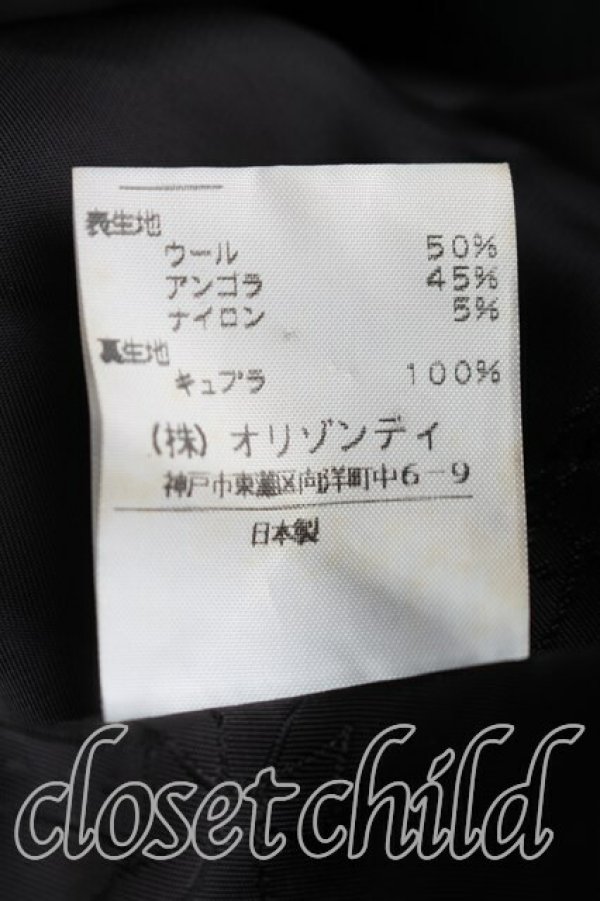 表生地
ウール 50%
アンゴラ 45%
ナイロン 5%
裏生地
キュプラ 100%
(株) オリゾンティ
神戸市東灘区向洋町中6-9
日本製
closet child